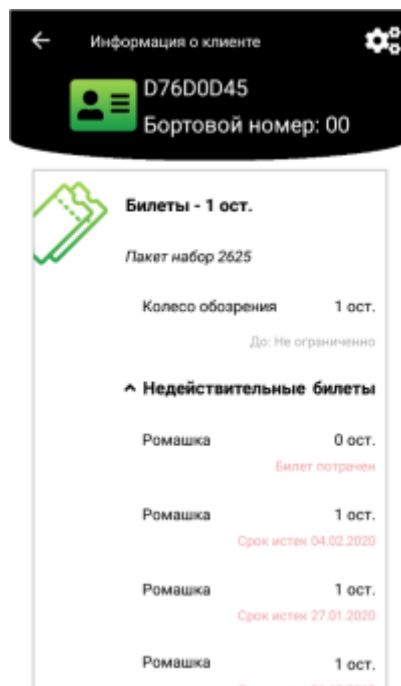 Информация о клиенте
D76D0D45
Бортовой номер: 00
Билеты - 1 ост.
Пакет набор 2625
Колесо обозрения 1 ост.
До: Не ограниченно
Недействительные билеты
Ромашка 0 ост.
Билет потрачен
Ромашка 1 ост.
Срок истек 04.02.2020
Ромашка 1 ост.
Срок истек 27.01.2020
Ромашка 1 ост.